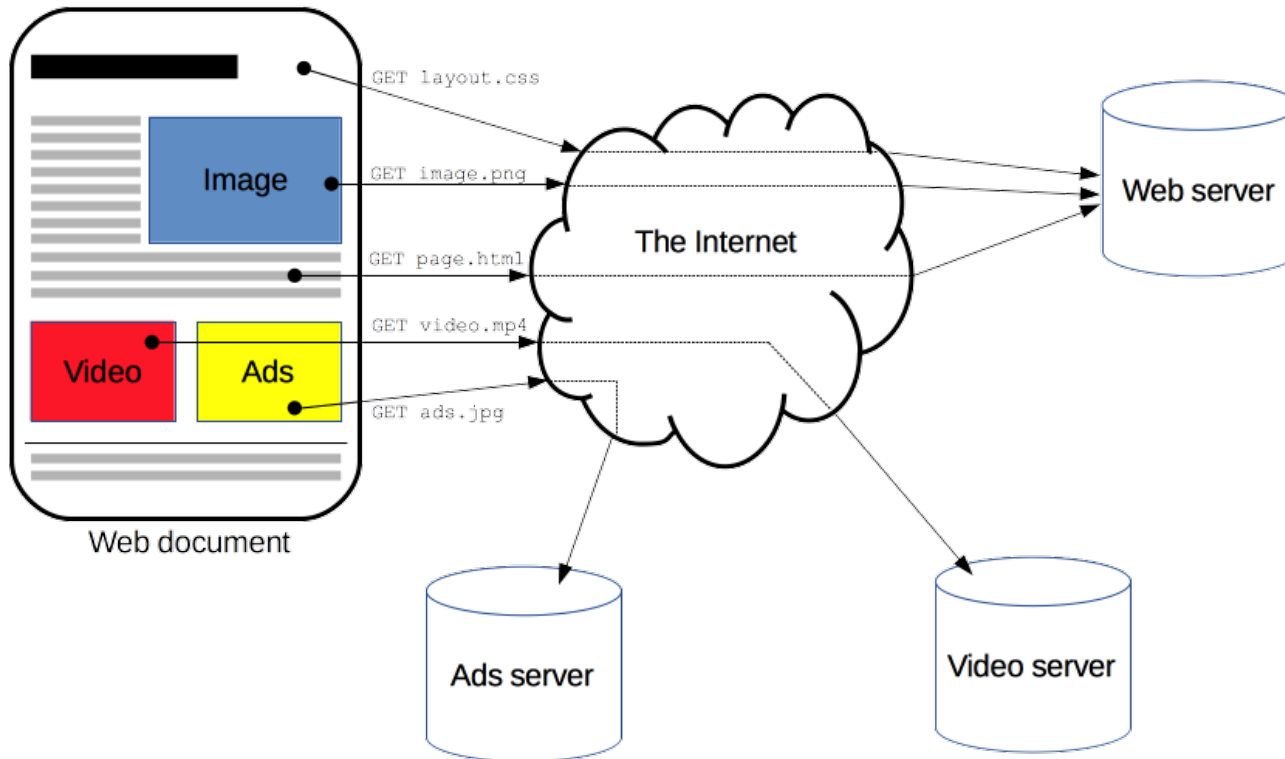 GET layout.css
Image
GET image.png
Web server
The Internet
GET page.html
GET video.mp4
Video
Ads
GET ads.jpg
Web document
Ads server
Video server